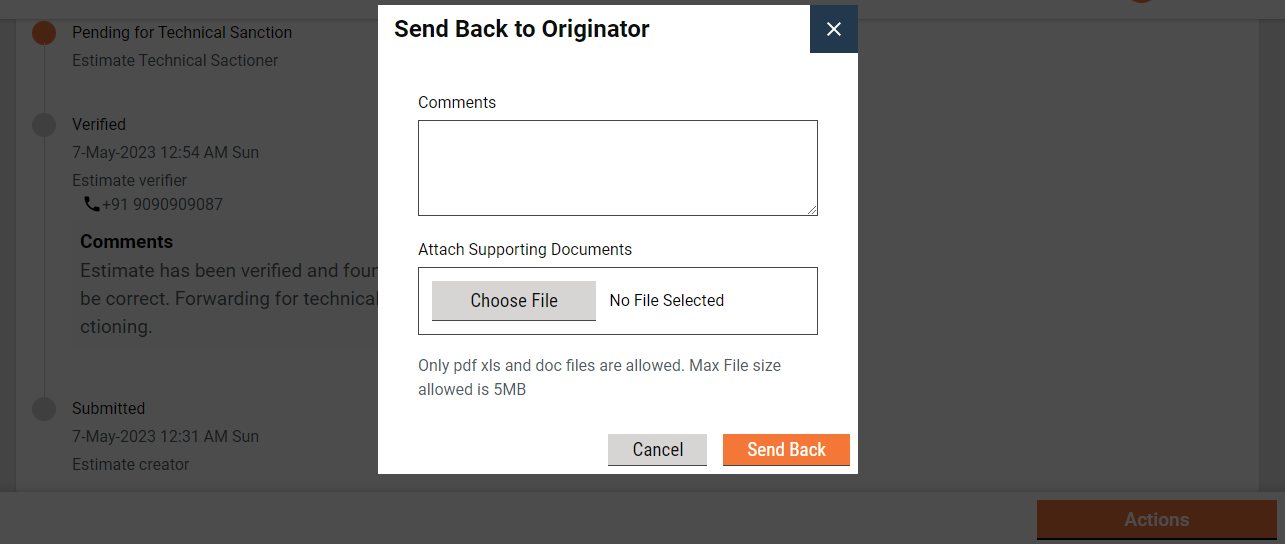 Send Back to Originator
Comments
Attach Supporting Documents
Choose File No File Selected
Only pdf xls and doc files are allowed. Max File size
allowed is 5MB
Cancel Send Back
Pending for Technical Sanction
Estimate Technical Sactioner
Verified
7-May-2023 12:54 AM Sun
Estimate verifier
+91 9090909087
Comments
Estimate has been verified and
be correct. Forwarding for technical
ctioning.
Submitted
7-May-2023 12:31 AM Sun
Estimate creator
Actions